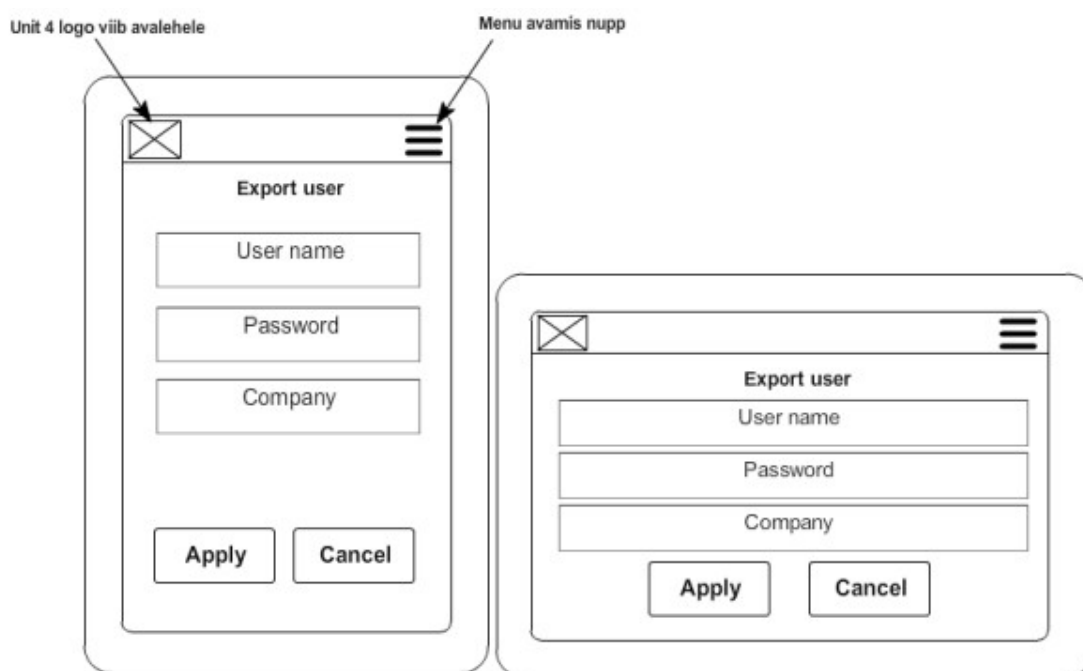 Unit 4 logo viib avalehele
Menu avamis nupp
Export user
User name
Password
Company
Apply
Cancel
Export user
User name
Password
Company
Apply
Cancel